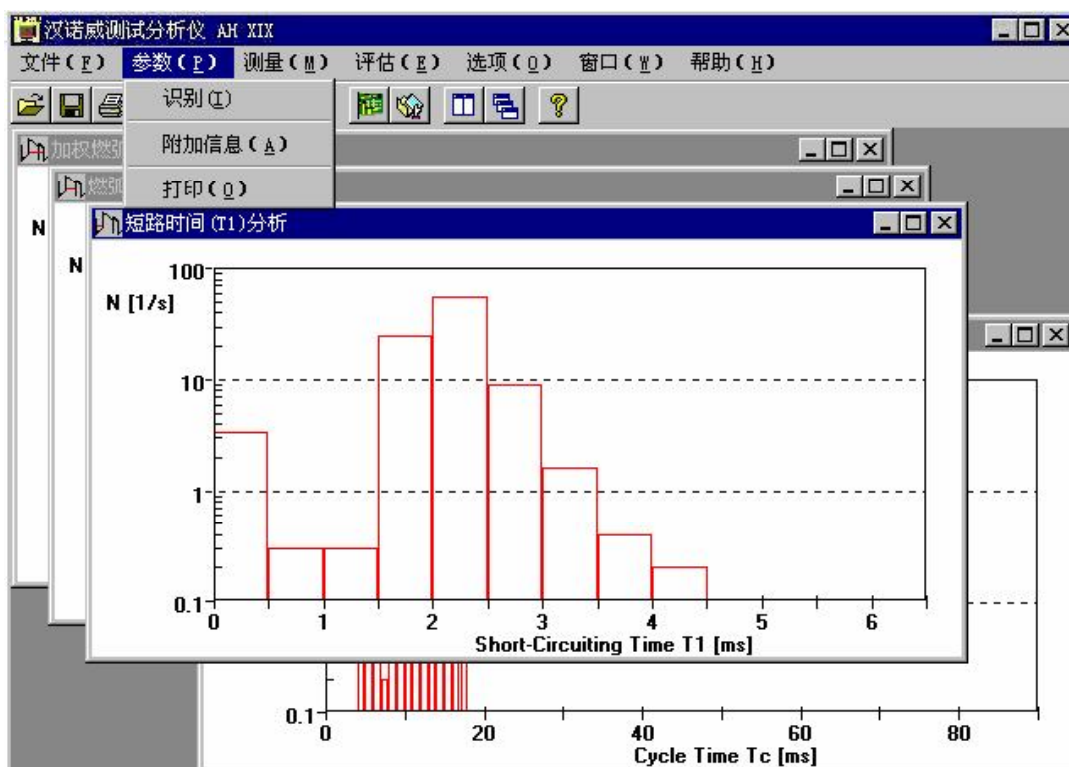 汉诺威测试分析仪 AH XIX
文件(F) 参数(P) 测量(M) 评估(E) 选项(O) 窗口(W) 帮助(H)
识别(I)
附加信息(A)
打印(O)
加权燃弧
燃弧
N
N
短路时间(T1)分析
N [1/s]
100
10
1
0.1
0 1 2 3 4 5 6
Short-Circuiting Time T1 [ms]
0.1
0 20 40 60 80
Cycle Time Tc [ms]